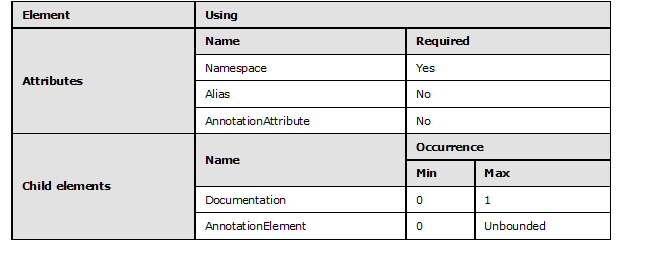 Element Using
Name Required
Attributes
Namespace Yes
Alias No
AnnotationAttribute No
Child elements
Name
Occurrence
Min Max
Documentation 0 1
AnnotationElement 0 Unbounded